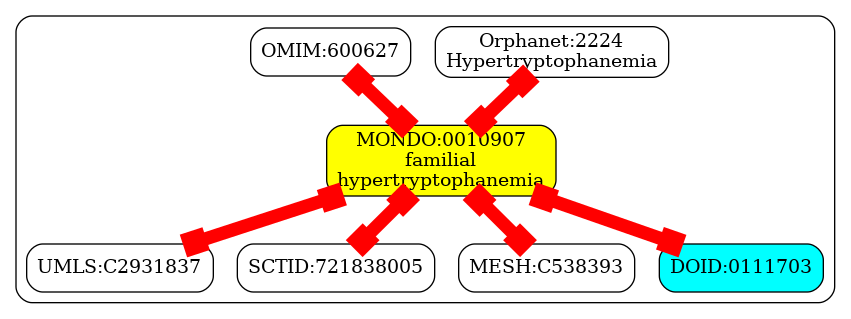 OMIM:600627
Orphanet:2224
Hypertryptophanemia
MONDO:0010907
familial
hypertryptophanemia
UMLS:C2931837
SCTID:721838005
MESH:C538393
DOID:0111703